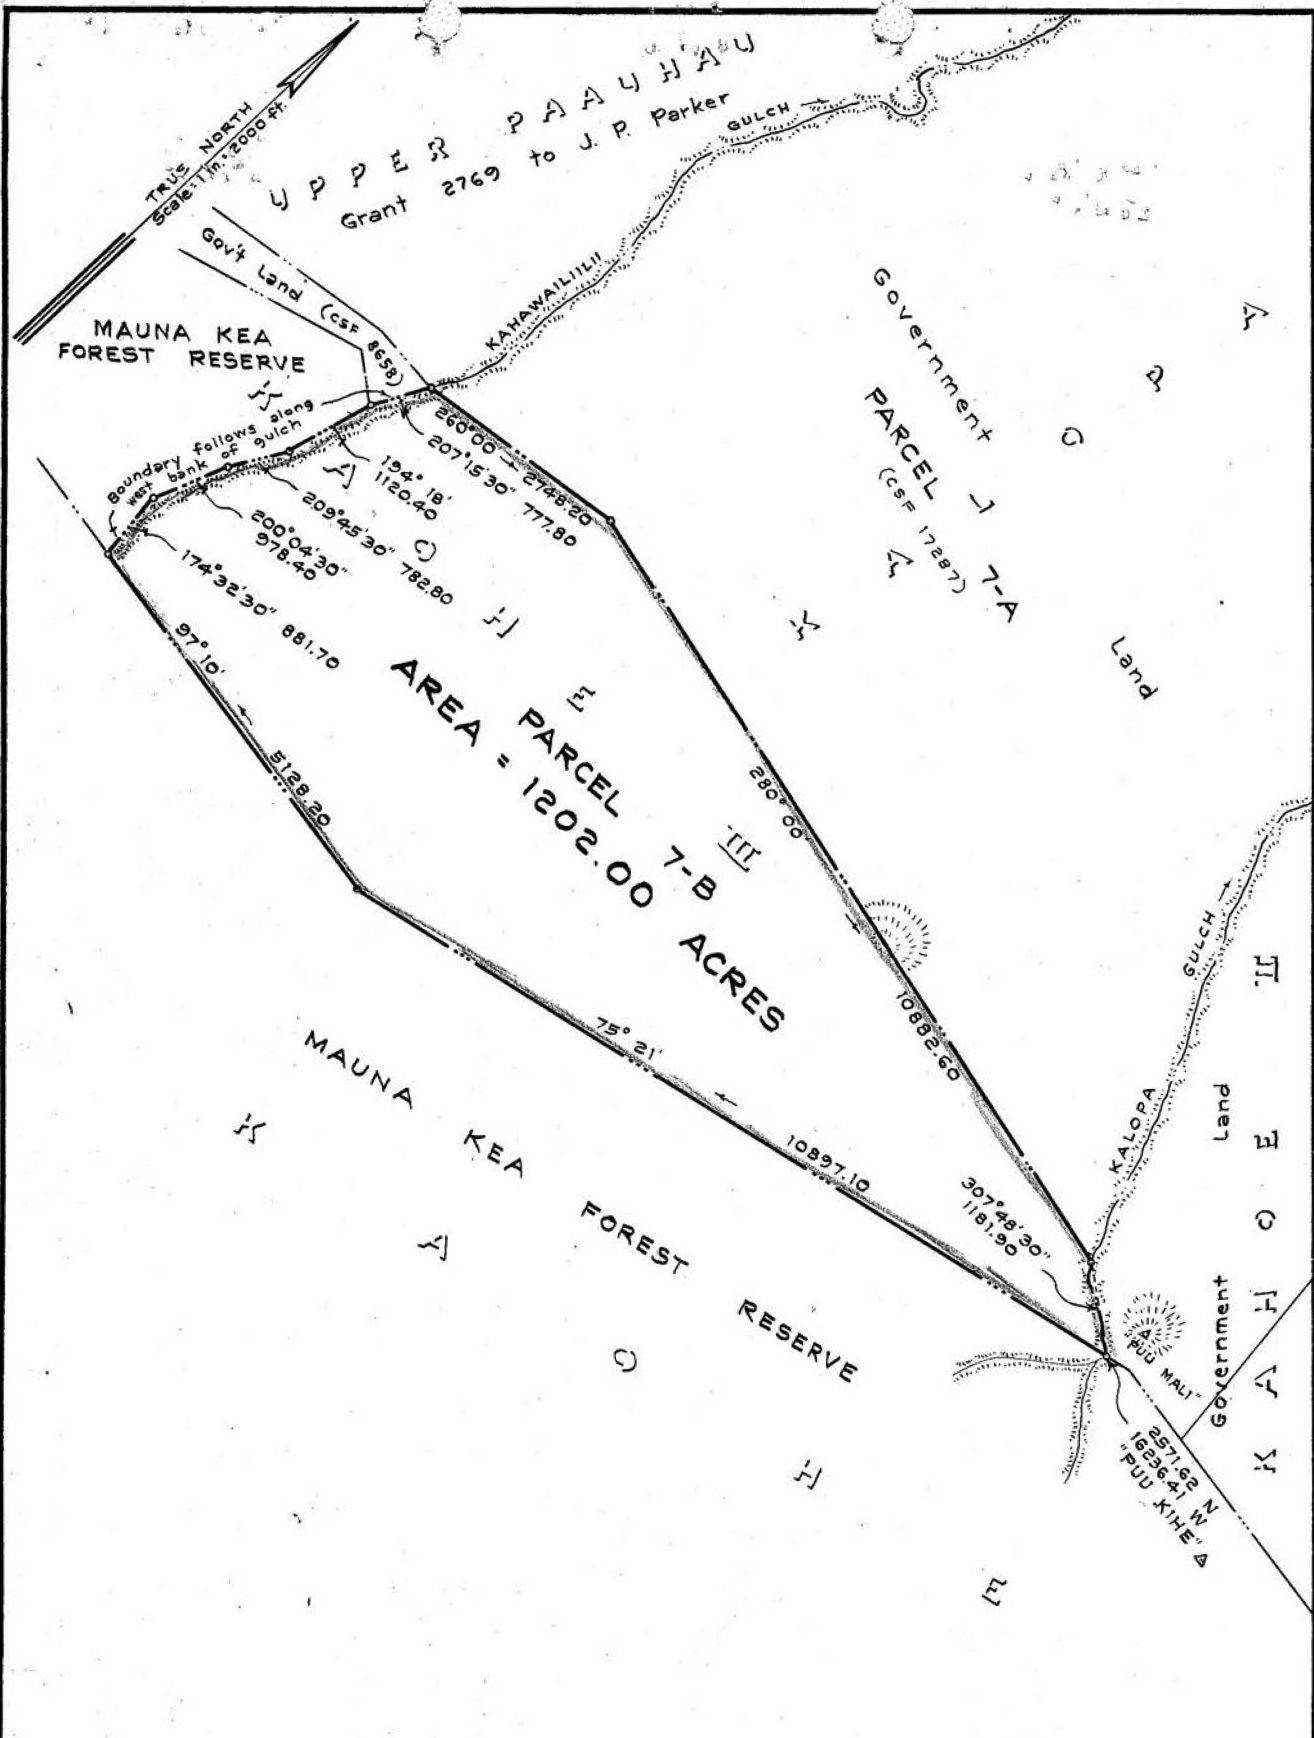 TRUE NORTH
Scale: 1 in. = 2000 ft.
UPPER PAAUHAU
Grant 2769 to J. P. Parker
GULCH
KAHAWAILIILII
Gov't Land (CSF 8658)
MAUNA KEA
FOREST RESERVE
Boundary follows along
west bank of gulch
260°00'
2748.20
207°15'30" 777.80
194° 18'
1120.40
209°45'30" 782.80
200°04'30"
978.40
174°32'30" 881.70
97°10'
5128.20
KAOHE III
PARCEL 7-B
AREA = 1202.00 ACRES
Government Land
PARCEL 7-A
(CSF 17287)
280°00'
10882.60
75°21'
10897.10
307°48'30"
1181.90
KALOPA GULCH
Government Land
KAHOE II
"PUU MALI"
2571.62 N
16236.41 W
"PUU KIHE"
MAUNA KEA FOREST RESERVE
KAOHE